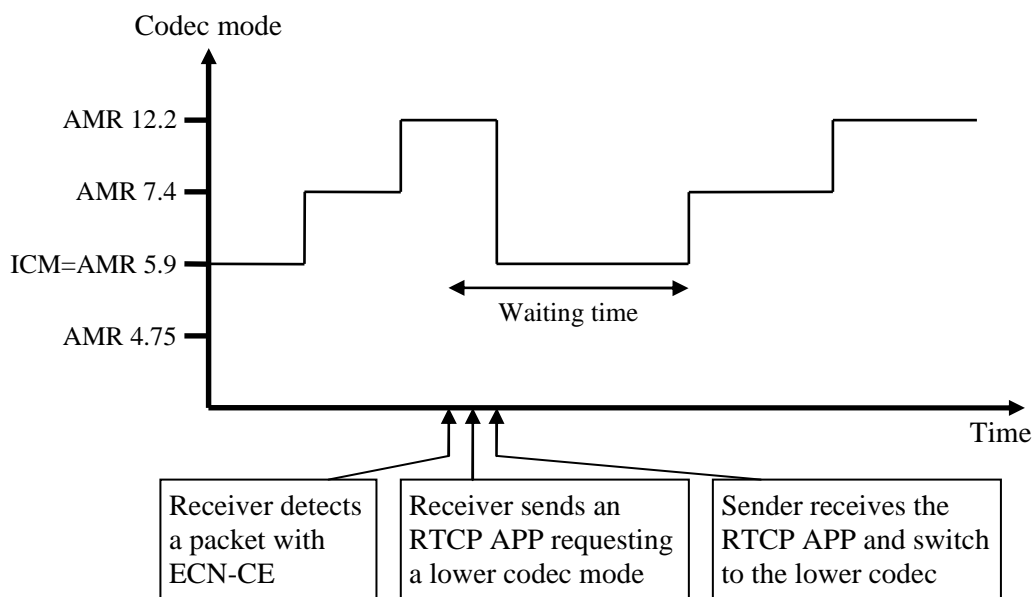 Codec mode
AMR 12.2
AMR 7.4
ICM=AMR 5.9
AMR 4.75
Waiting time
Time
Receiver detects
a packet with
ECN-CE
Receiver sends an
RTCP APP requesting
a lower codec mode
Sender receives the
RTCP APP and switch
to the lower codec